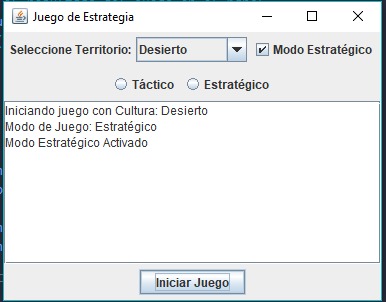 Juego de Estrategia
Seleccione Territorio: Desierto Modo Estratégico
Táctico Estratégico
Iniciando juego con Cultura: Desierto
Modo de Juego: Estratégico
Modo Estratégico Activado
Iniciar Juego